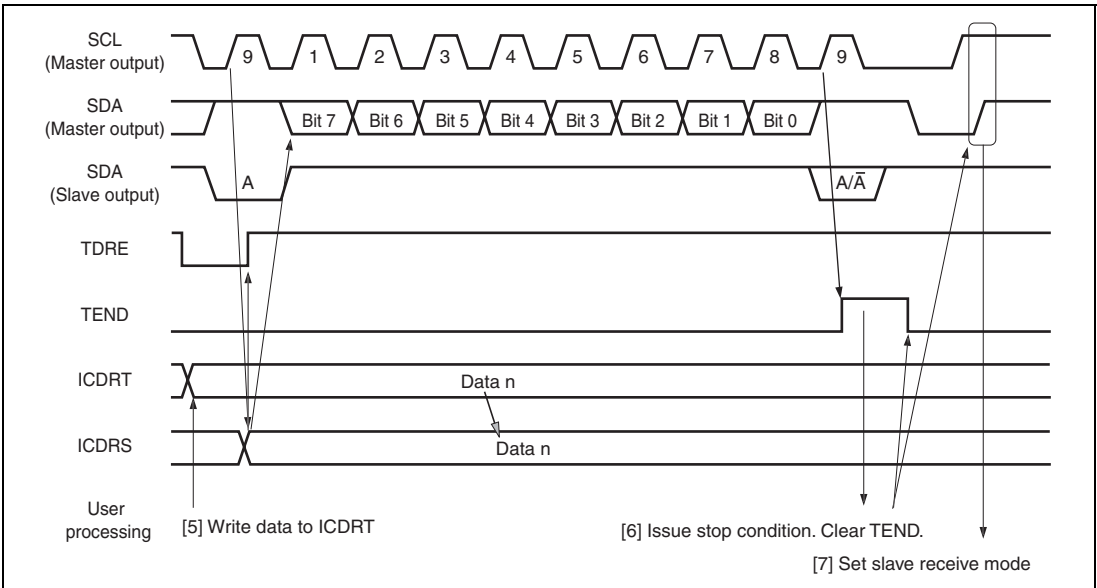 SCL
(Master output)
9 1 2 3 4 5 6 7 8 9
SDA
(Master output)
Bit 7 Bit 6 Bit 5 Bit 4 Bit 3 Bit 2 Bit 1 Bit 0
SDA
(Slave output)
A A/A̅
TDRE
TEND
ICDRT
Data n
ICDRS
Data n
User
processing
[5] Write data to ICDRT
[6] Issue stop condition. Clear TEND.
[7] Set slave receive mode